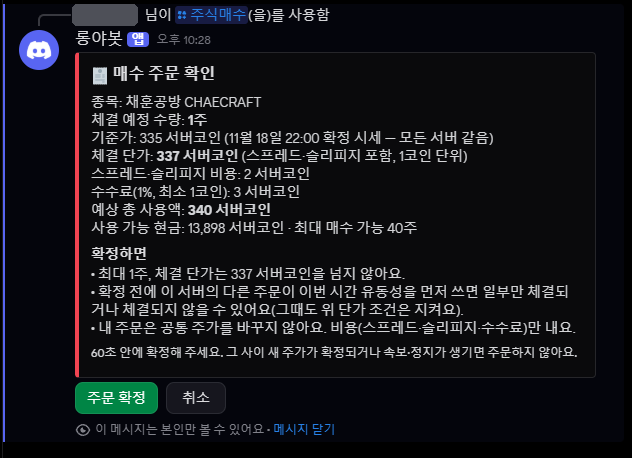 님이 주식매수(을)를 사용함
롱야봇 앱 오후 10:28
매수 주문 확인
종목: 채훈공방 CHAECRAFT
체결 예정 수량: 1주
기준가: 335 서버코인 (11월 18일 22:00 확정 시세 — 모든 서버 같음)
체결 단가: 337 서버코인 (스프레드·슬리피지 포함, 1코인 단위)
스프레드·슬리피지 비용: 2 서버코인
수수료(1%, 최소 1코인): 3 서버코인
예상 총 사용액: 340 서버코인
사용 가능 현금: 13,898 서버코인 · 최대 매수 가능 40주
확정하면
• 최대 1주, 체결 단가는 337 서버코인을 넘지 않아요.
• 확정 전에 이 서버의 다른 주문이 이번 시간 유동성을 먼저 쓰면 일부만 체결되
거나 체결되지 않을 수 있어요(그때도 위 단가 조건은 지켜요).
• 내 주문은 공통 주가를 바꾸지 않아요. 비용(스프레드·슬리피지·수수료)만 내요.
60초 안에 확정해 주세요. 그 사이 새 주가가 확정되거나 속보·정지가 생기면 주문하지 않아요.
주문 확정 취소
이 메시지는 본인만 볼 수 있어요 • 메시지 닫기